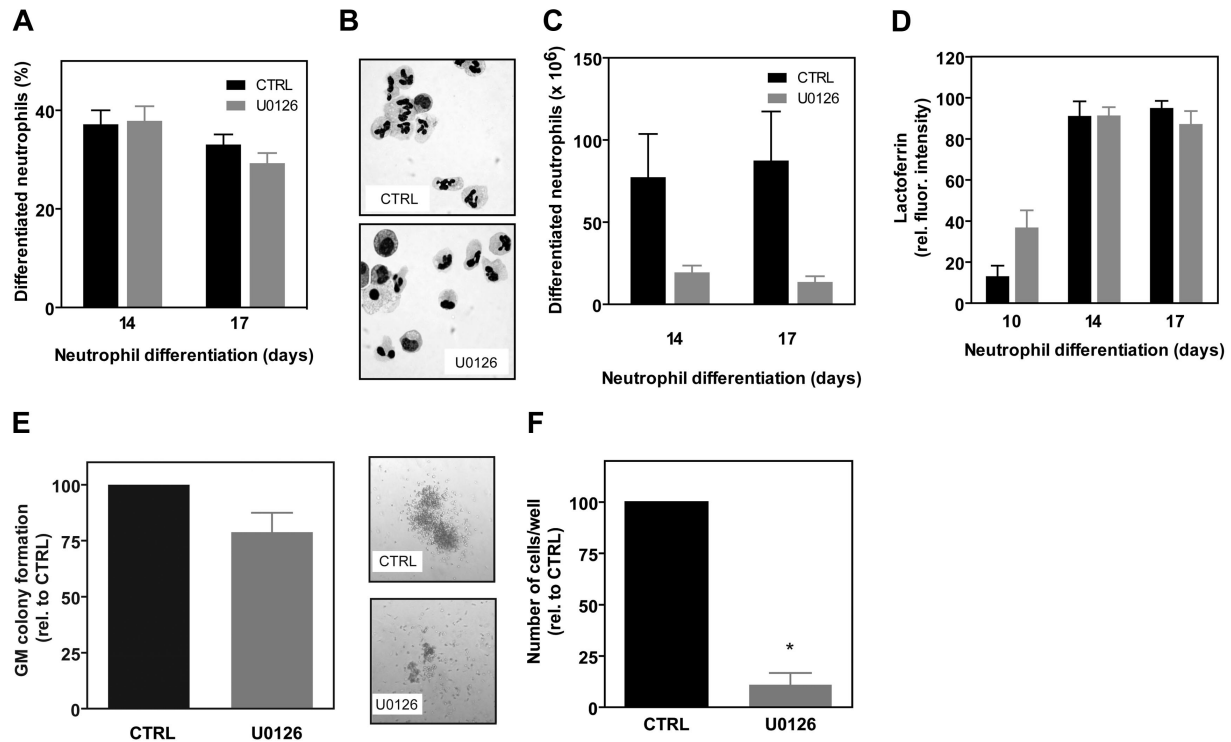 A
Differentiated neutrophils (%)
40
20
0
CTRL
U0126
14
17
Neutrophil differentiation (days)
B
CTRL
U0126
C
Differentiated neutrophils (x 10⁶)
150
100
50
0
CTRL
U0126
14
17
Neutrophil differentiation (days)
D
Lactoferrin
(rel. fluor. intensity)
120
100
80
60
40
20
0
CTRL
U0126
10
14
17
Neutrophil differentiation (days)
E
GM colony formation
(rel. to CTRL)
100
75
50
25
0
CTRL
U0126
CTRL
U0126
F
Number of cells/well
(rel. to CTRL)
100
75
50
25
0
*
CTRL
U0126